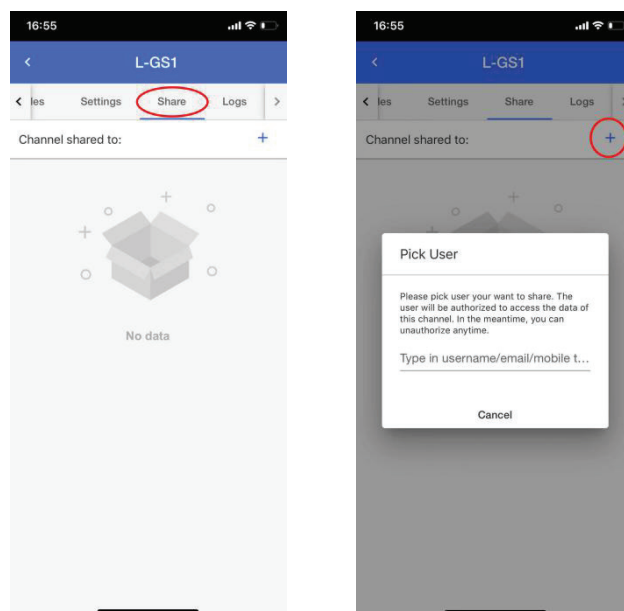 16:55
L-GS1
les Settings Share Logs
Channel shared to: +
No data
16:55
L-GS1
les Settings Share Logs
Channel shared to: +
Pick User
Please pick user your want to share. The
user will be authorized to access the data of
this channel. In the meantime, you can
unauthorize anytime.
Type in username/email/mobile t...
Cancel